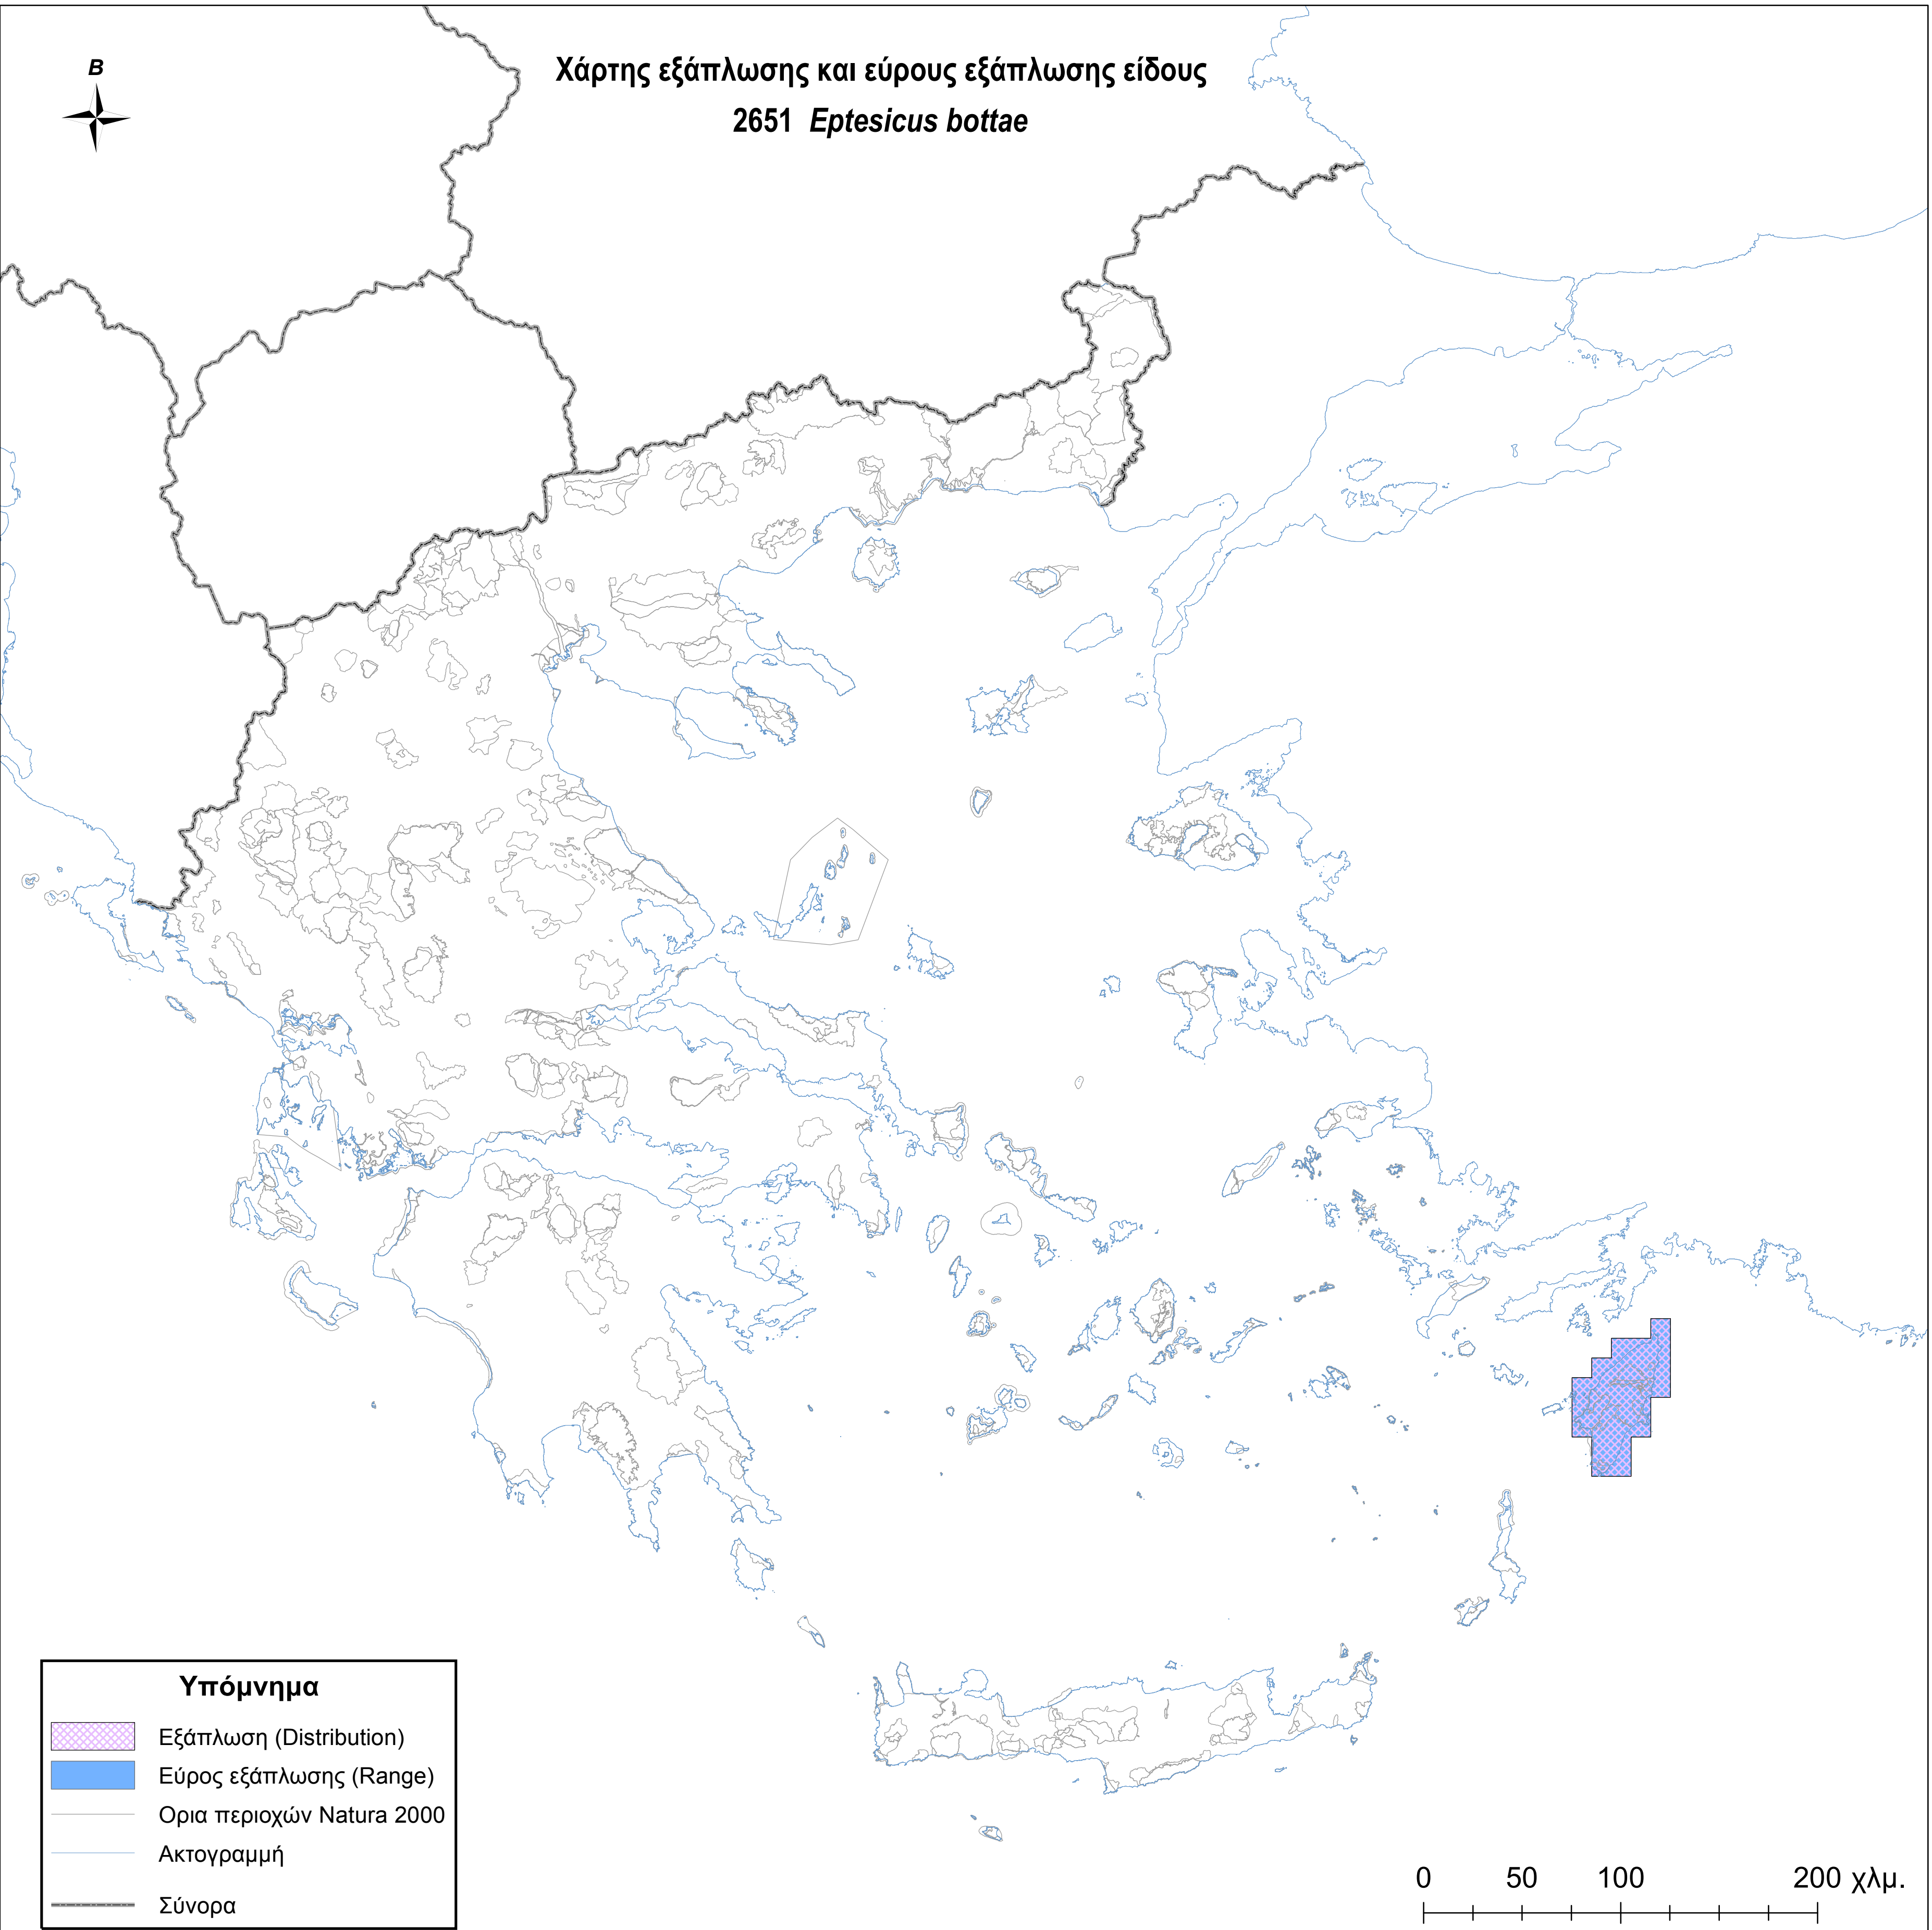 Χάρτης εξάπλωσης και εύρους εξάπλωσης είδους
2651 Eptesicus bottae
B
Υπόμνημα
Εξάπλωση (Distribution)
Εύρος εξάπλωσης (Range)
Ορια περιοχών Natura 2000
Ακτογραμμή
Σύνορα
0 50 100 200 χλμ.